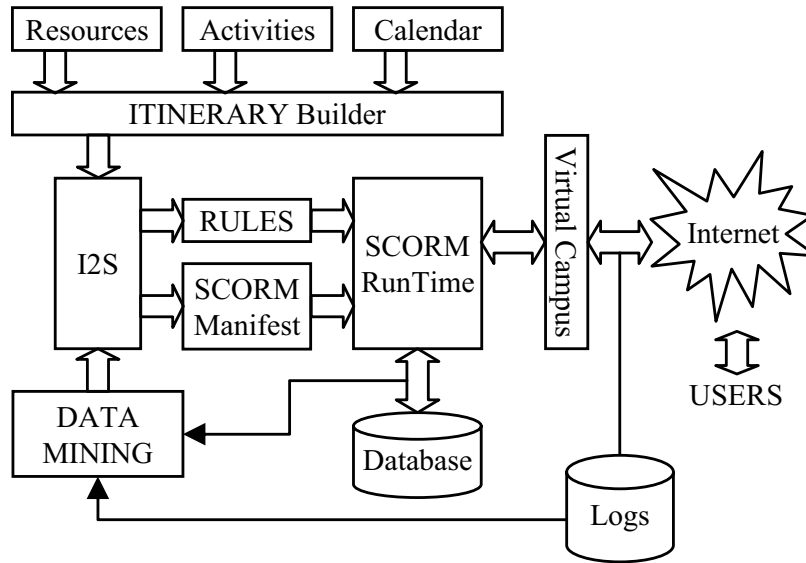 Resources
Activities
Calendar
ITINERARY Builder
I2S
RULES
SCORM
Manifest
SCORM
RunTime
Virtual Campus
Internet
USERS
DATA
MINING
Database
Logs